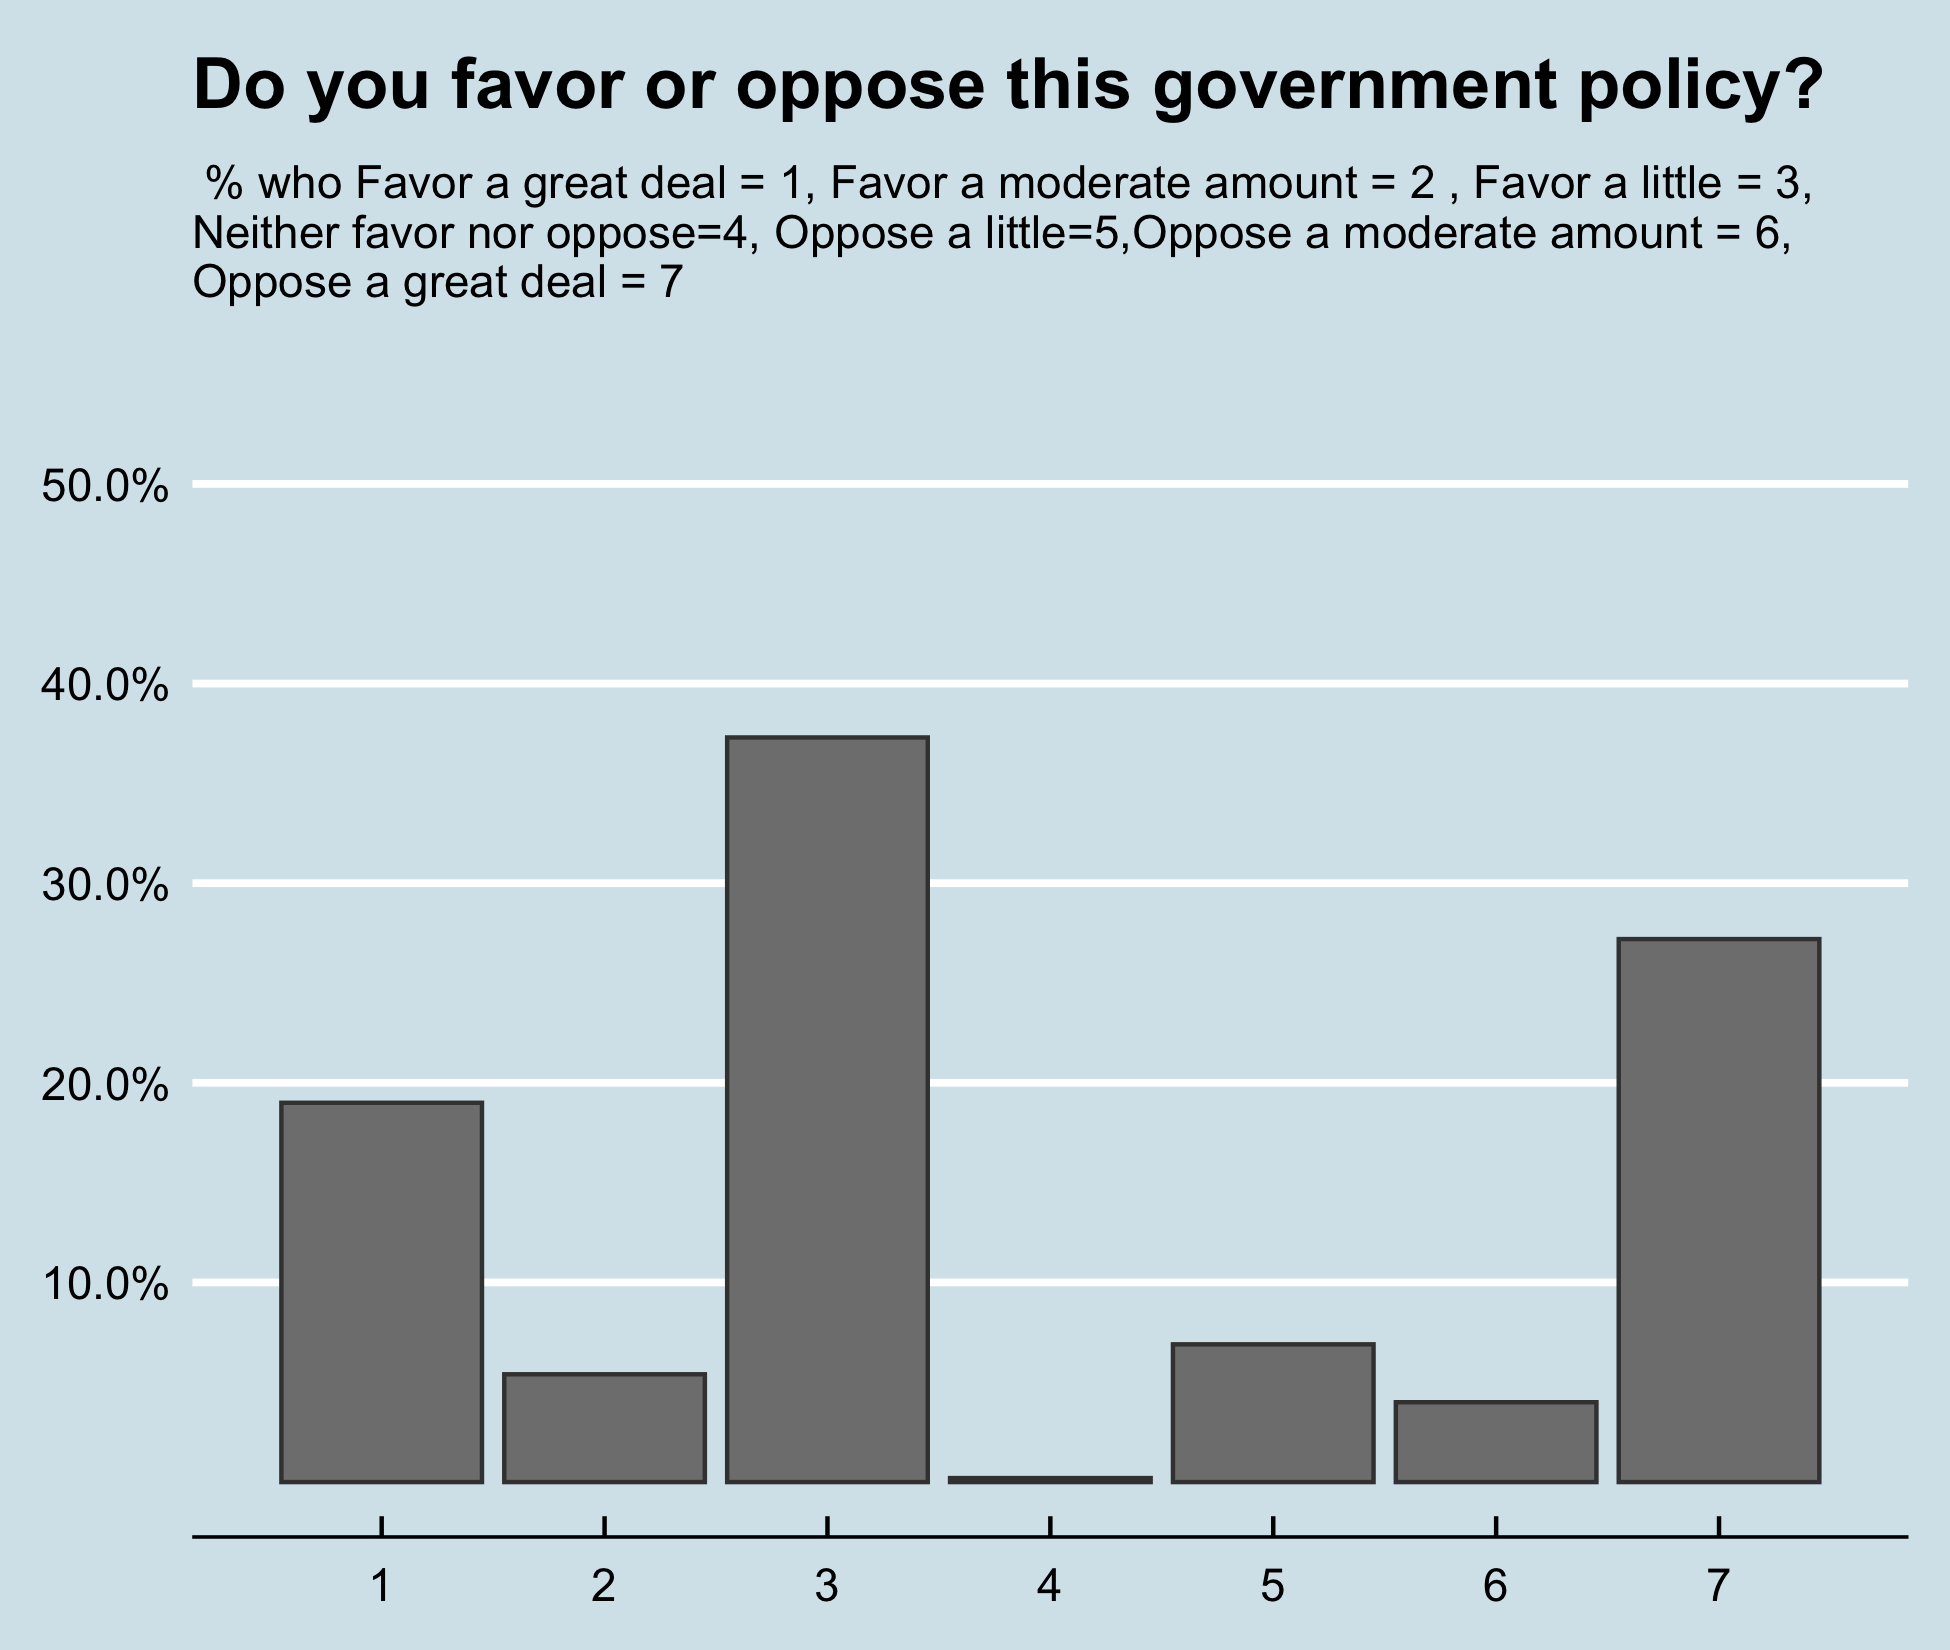 Do you favor or oppose this government policy?
% who Favor a great deal = 1, Favor a moderate amount = 2 , Favor a little = 3,
Neither favor nor oppose=4, Oppose a little=5,Oppose a moderate amount = 6,
Oppose a great deal = 7
50.0%
40.0%
30.0%
20.0%
10.0%
1 2 3 4 5 6 7